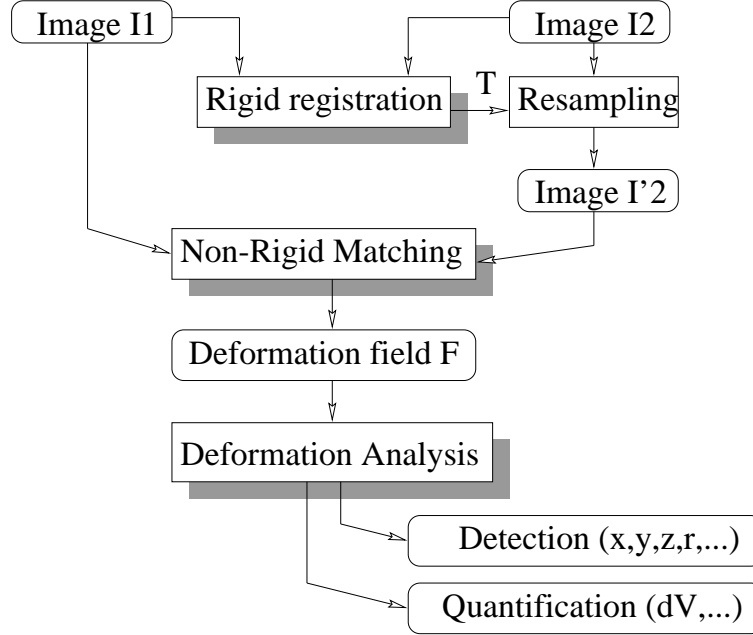 Image I1
Image I2
T
Rigid registration
Resampling
Image I'2
Non-Rigid Matching
Deformation field F
Deformation Analysis
Detection (x,y,z,r,...)
Quantification (dV,...)